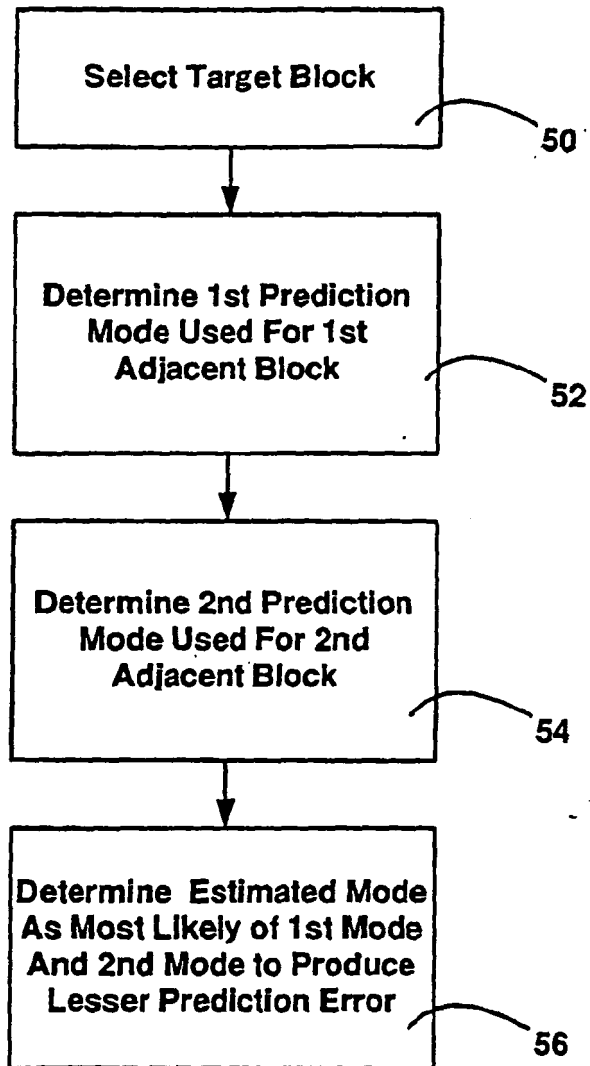 Select Target Block
50
Determine 1st Prediction
Mode Used For 1st
Adjacent Block
52
Determine 2nd Prediction
Mode Used For 2nd
Adjacent Block
54
Determine Estimated Mode
As Most Likely of 1st Mode
And 2nd Mode to Produce
Lesser Prediction Error
56